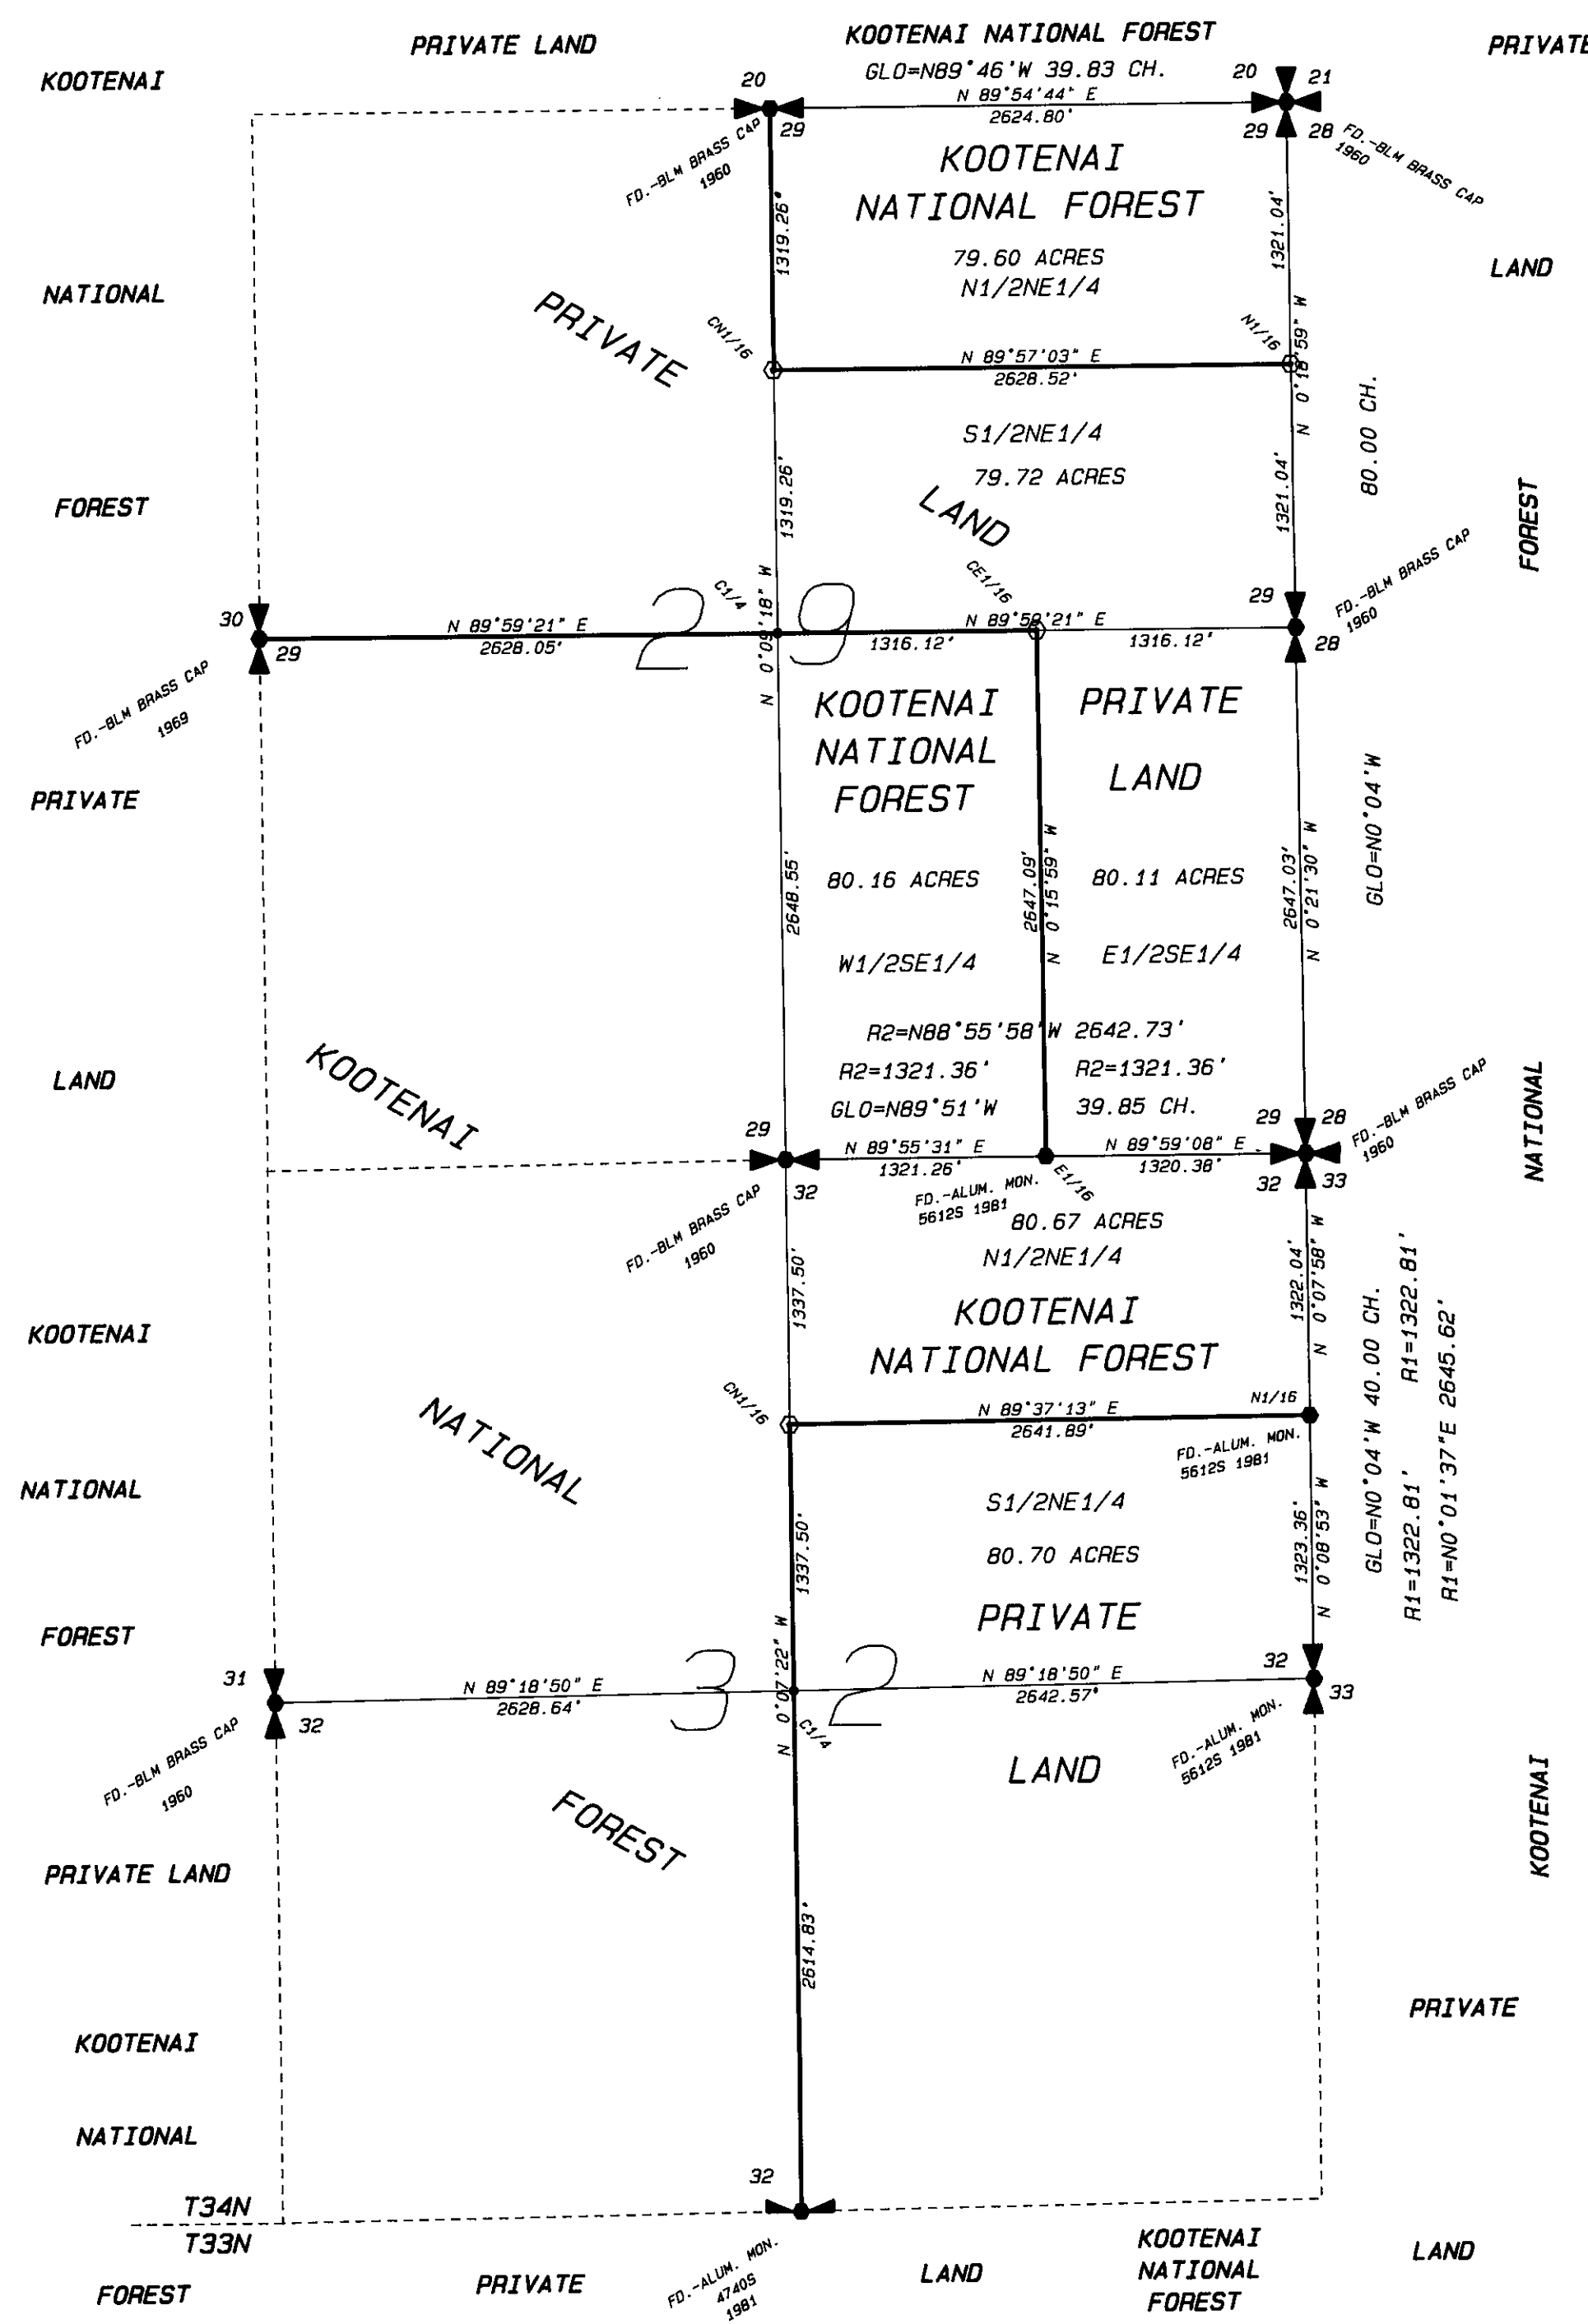 PRIVATE LAND
KOOTENAI NATIONAL FOREST
PRIVATE
KOOTENAI
GLO=N89°46'W 39.83 CH.
20
20
21
N 89°54'44" E
2624.80'
29
29
28
FD.-BLM BRASS CAP
1960
FD.-BLM BRASS CAP
1960
KOOTENAI
NATIONAL FOREST
1319.26'
1321.04'
79.60 ACRES
N1/2NE1/4
LAND
NATIONAL
PRIVATE
CN1/16
N1/16
N 0°18'59" W
N 89°57'03" E
2628.52'
80.00 CH.
S1/2NE1/4
79.72 ACRES
1319.26'
1321.04'
LAND
FOREST
FOREST
C1/4
CE1/16
FD.-BLM BRASS CAP
1960
29
30
N 89°59'21" E
2628.05'
29
29
N 0°09'18" W
N 89°59'21" E
1316.12'
1316.12'
28
FD.-BLM BRASS CAP
1969
KOOTENAI
NATIONAL
FOREST
PRIVATE
LAND
PRIVATE
GLO=N0°04'W
2648.55'
2647.09'
N 0°15'59" W
2647.03'
N 0°21'30" W
80.16 ACRES
80.11 ACRES
W1/2SE1/4
E1/2SE1/4
R2=N88°55'58"W 2642.73'
R2=1321.36'
R2=1321.36'
GLO=N89°51'W
39.85 CH.
LAND
KOOTENAI
NATIONAL
29
29
28
FD.-BLM BRASS CAP
1960
N 89°55'31" E
1321.26'
N 89°59'08" E
1320.38'
32
32
33
FD.-BLM BRASS CAP
1960
FD.-ALUM. MON.
5612S 1981
E1/16
80.67 ACRES
N1/2NE1/4
1337.50'
1322.04'
N 0°07'58" W
KOOTENAI
NATIONAL FOREST
KOOTENAI
CN1/16
N1/16
N 89°37'13" E
2641.89'
FD.-ALUM. MON.
5612S 1981
GLO=N0°04'W 40.00 CH.
R1=1322.81'
R1=1322.81'
R1=N0°01'37"E 2645.62'
NATIONAL
NATIONAL
S1/2NE1/4
80.70 ACRES
1337.50'
1323.36'
N 0°08'53" W
PRIVATE
FOREST
31
N 89°18'50" E
2628.64'
32
32
N 0°07'22" W
N 89°18'50" E
2642.57'
32
33
C1/4
FD.-BLM BRASS CAP
1960
FD.-ALUM. MON.
5612S 1981
LAND
FOREST
KOOTENAI
PRIVATE LAND
2614.83'
PRIVATE
KOOTENAI
NATIONAL
32
T34N
T33N
FD.-ALUM. MON.
4740S
1981
FOREST
PRIVATE
LAND
KOOTENAI
NATIONAL
FOREST
LAND